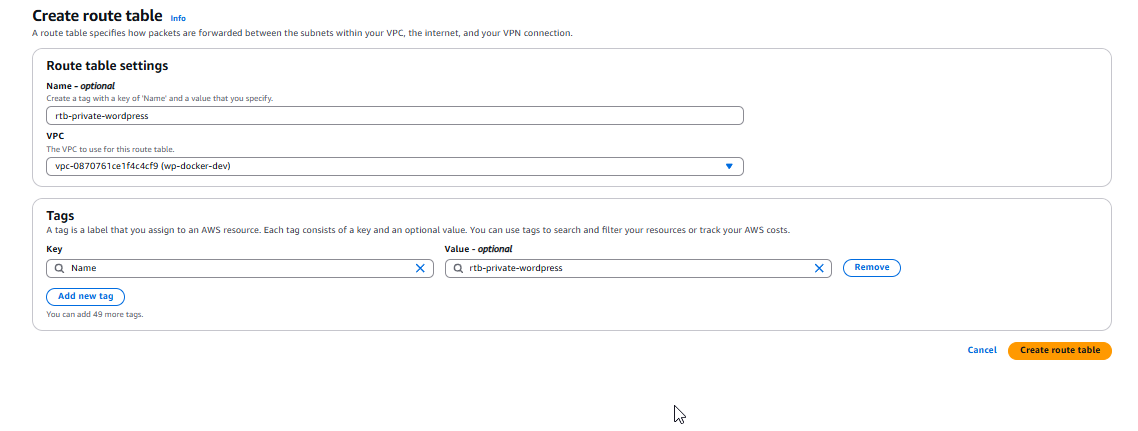 Create route table Info
A route table specifies how packets are forwarded between the subnets within your VPC, the internet, and your VPN connection.
Route table settings
Name - optional
Create a tag with a key of 'Name' and a value that you specify.
rtb-private-wordpress
VPC
The VPC to use for this route table.
vpc-0870761ce1f4c4cf9 (wp-docker-dev)
Tags
A tag is a label that you assign to an AWS resource. Each tag consists of a key and an optional value. You can use tags to search and filter your resources or track your AWS costs.
Key Value - optional
Name rtb-private-wordpress Remove
Add new tag
You can add 49 more tags.
Cancel Create route table